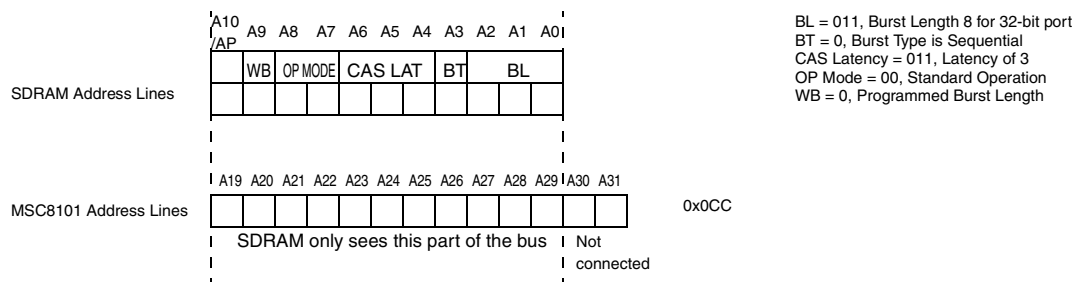 A10
/AP A9 A8 A7 A6 A5 A4 A3 A2 A1 A0
WB OP MODE CAS LAT BT BL
SDRAM Address Lines
BL = 011, Burst Length 8 for 32-bit port
BT = 0, Burst Type is Sequential
CAS Latency = 011, Latency of 3
OP Mode = 00, Standard Operation
WB = 0, Programmed Burst Length
A19 A20 A21 A22 A23 A24 A25 A26 A27 A28 A29 A30 A31
MSC8101 Address Lines
0x0CC
SDRAM only sees this part of the bus
Not
connected